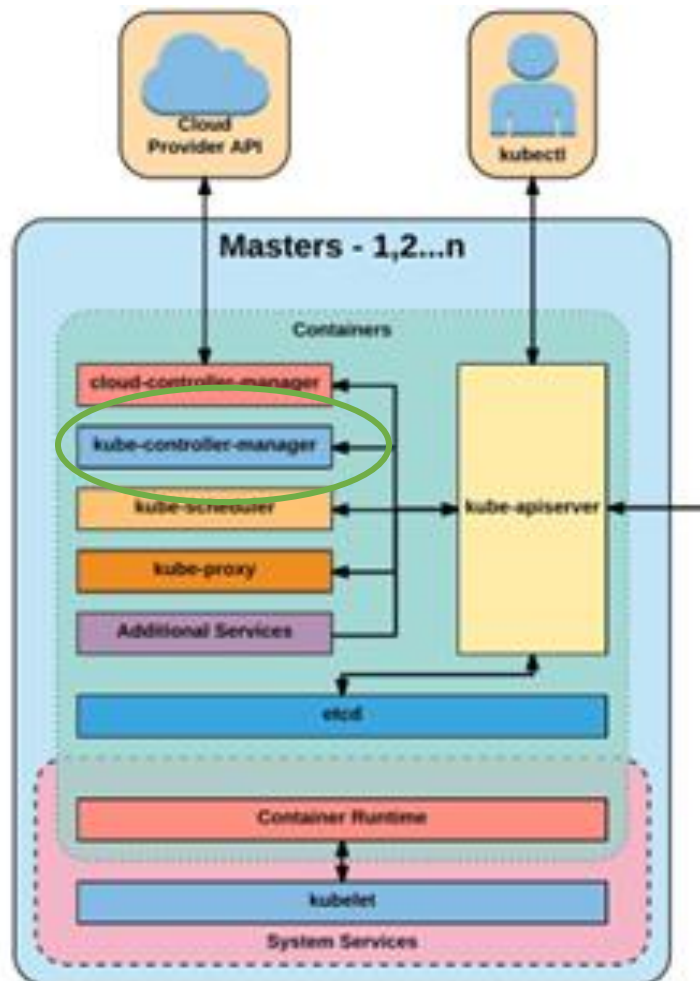 Cloud
Provider API
kubectl
Masters - 1,2...n
Containers
cloud-controller-manager
kube-controller-manager
kube-scheduler
kube-apiserver
kube-proxy
Additional Services
etcd
Container Runtime
kubelet
System Services